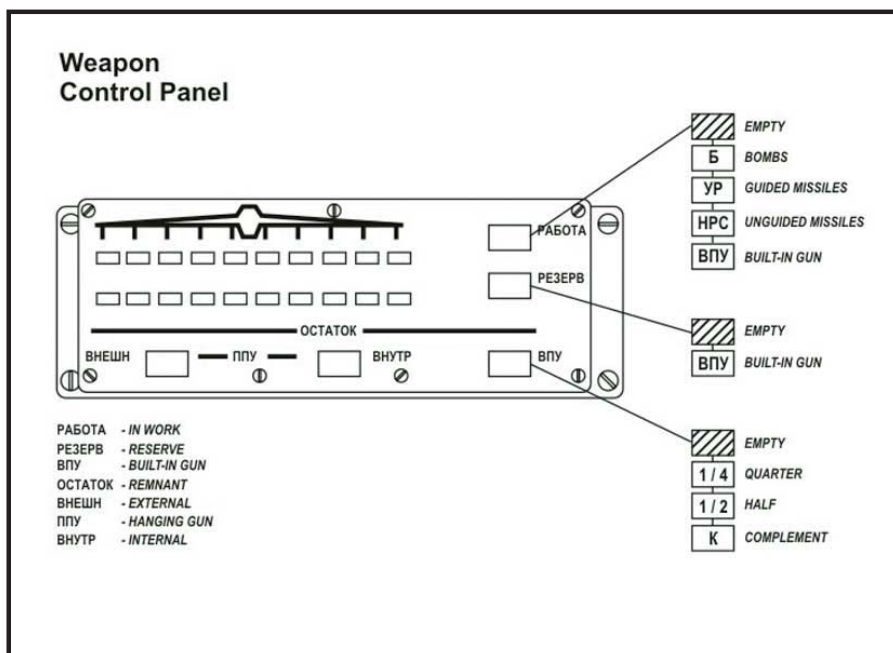 Weapon
Control Panel
EMPTY
Б BOMBS
УР GUIDED MISSILES
НРС UNGUIDED MISSILES
ВПУ BUILT-IN GUN
РАБОТА
РЕЗЕРВ
EMPTY
ВПУ BUILT-IN GUN
ОСТАТОК
ВНЕШН ППУ ВНУТР ВПУ
EMPTY
1 / 4 QUARTER
1 / 2 HALF
К COMPLEMENT
РАБОТА - IN WORK
РЕЗЕРВ - RESERVE
ВПУ - BUILT-IN GUN
ОСТАТОК - REMNANT
ВНЕШН - EXTERNAL
ППУ - HANGING GUN
ВНУТР - INTERNAL